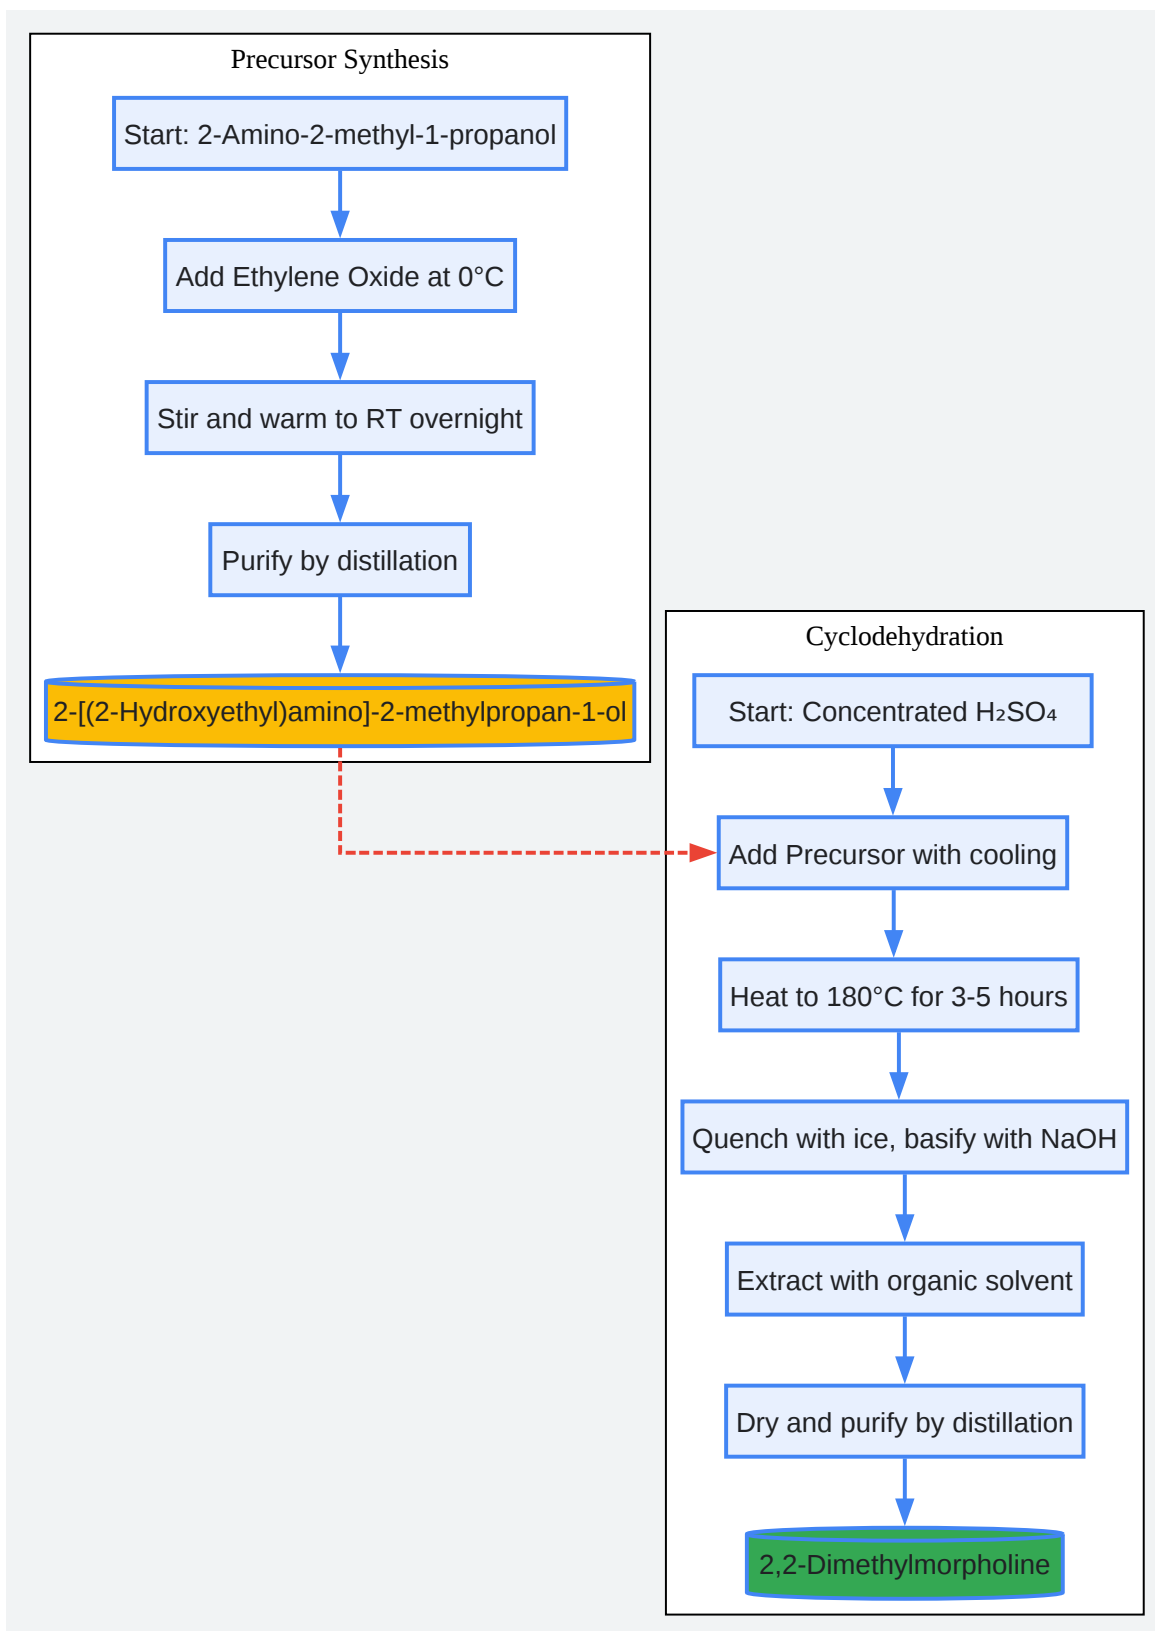 Precursor Synthesis
Start: 2-Amino-2-methyl-1-propanol
Add Ethylene Oxide at 0°C
Stir and warm to RT overnight
Purify by distillation
2-[(2-Hydroxyethyl)amino]-2-methylpropan-1-ol
Cyclodehydration
Start: Concentrated H₂SO₄
Add Precursor with cooling
Heat to 180°C for 3-5 hours
Quench with ice, basify with NaOH
Extract with organic solvent
Dry and purify by distillation
2,2-Dimethylmorpholine